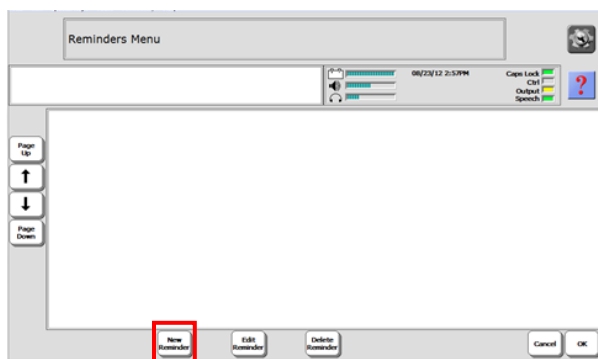 Reminders Menu
08/23/12 2:57PM
Caps Lock
Ctrl
Output
Speech
?
Page
Up
↑
↓
Page
Down
New
Reminder
Edit
Reminder
Delete
Reminder
Cancel
OK